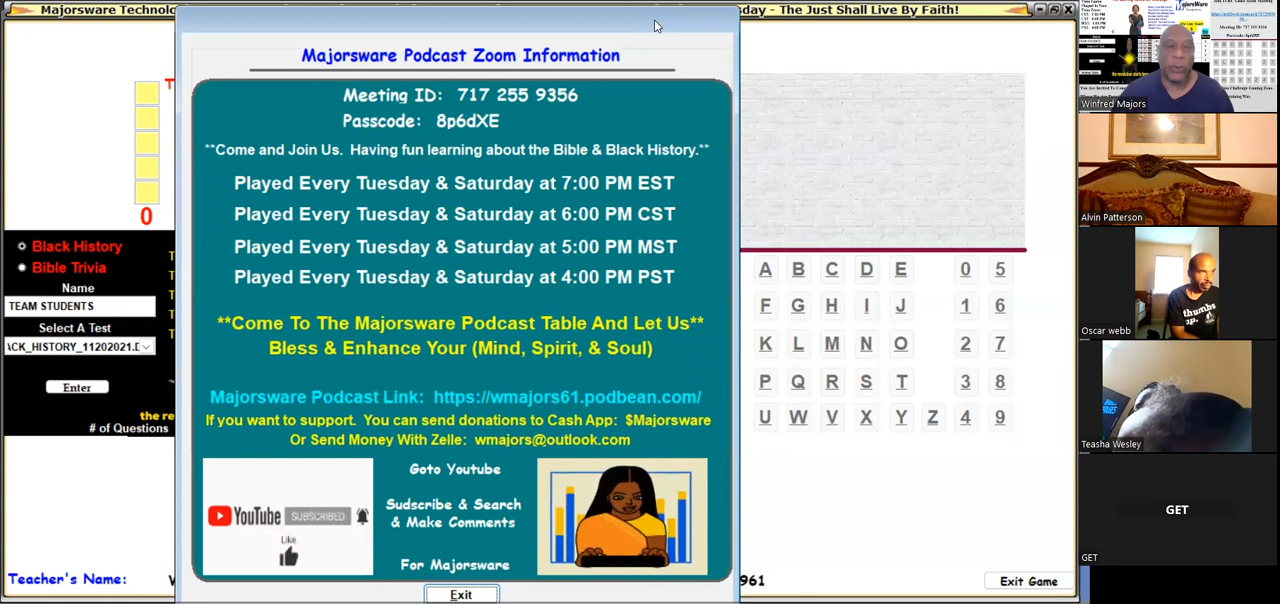 Majorsware Technolo
sday - The Just Shall Live By Faith!
Majorsware Podcast Zoom Information
Meeting ID: 717 255 9356
Passcode: 8p6dXE
**Come and Join Us. Having fun learning about the Bible & Black History.**
Played Every Tuesday & Saturday at 7:00 PM EST
Played Every Tuesday & Saturday at 6:00 PM CST
Played Every Tuesday & Saturday at 5:00 PM MST
Played Every Tuesday & Saturday at 4:00 PM PST
**Come To The Majorsware Podcast Table And Let Us**
Bless & Enhance Your (Mind, Spirit, & Soul)
Majorsware Podcast Link: https://wmajors61.podbean.com/
If you want to support. You can send donations to Cash App: $Majorsware
Or Send Money With Zelle: wmajors@outlook.com
Goto Youtube
Sudscribe & Search
& Make Comments
For Majorsware
YouTube SUBSCRIBED
Like
Exit
0
Black History
Bible Trivia
Name
TEAM STUDENTS
Select A Test
ACK_HISTORY_11202021.D
Enter
the re
# of Questions
Teacher's Name:
A B C D E 0 5
F G H I J 1 6
K L M N O 2 7
P Q R S T 3 8
U W V X Y Z 4 9
961
Exit Game
Winfred Majors
Alvin Patterson
thumbs
up.
Oscar webb
Teasha Wesley
GET
GET